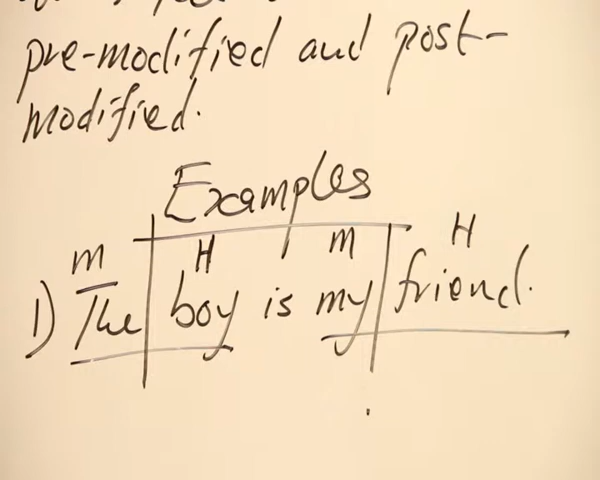 pre-modified and post-
modified.
Examples
m H m H
1) The boy is my friend.